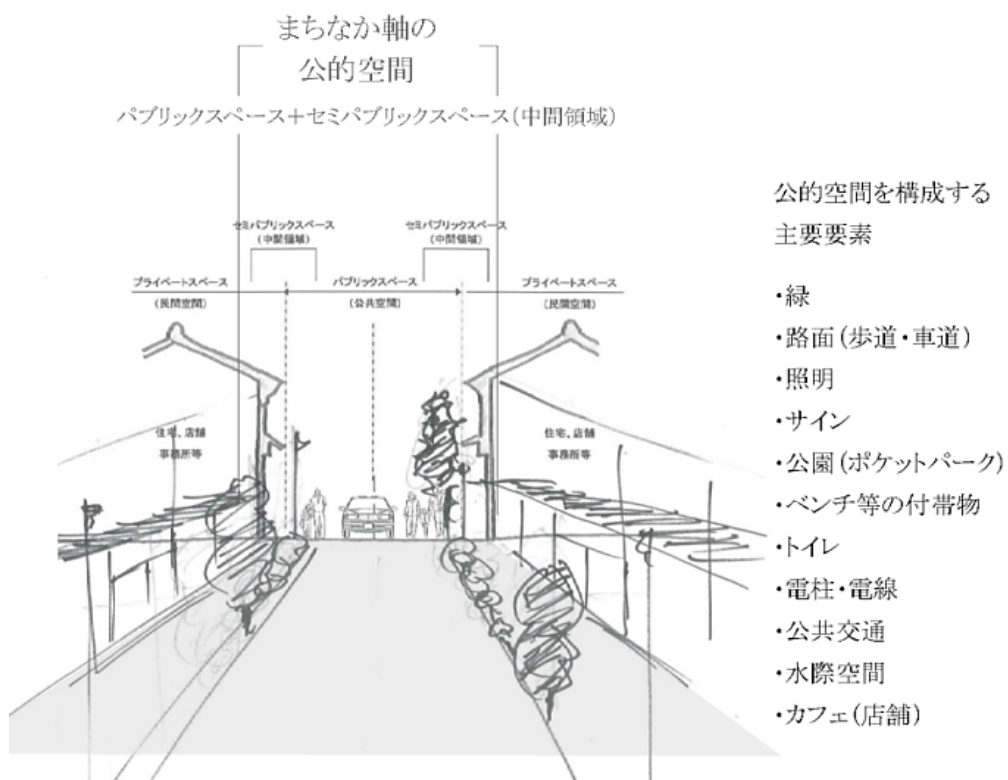 まちなか軸の
公的空間
パブリックスペース+セミパブリックスペース(中間領域)
セミパブリックスペース
(中間領域)
セミパブリックスペース
(中間領域)
プライベートスペース
(民間空間)
パブリックスペース
(公共空間)
プライベートスペース
(民間空間)
住宅、店舗
事務所等
住宅、店舗
事務所等
公的空間を構成する
主要要素
・緑
・路面(歩道・車道)
・照明
・サイン
・公園(ポケットパーク)
・ベンチ等の付帯物
・トイレ
・電柱・電線
・公共交通
・水際空間
・カフェ(店舗)